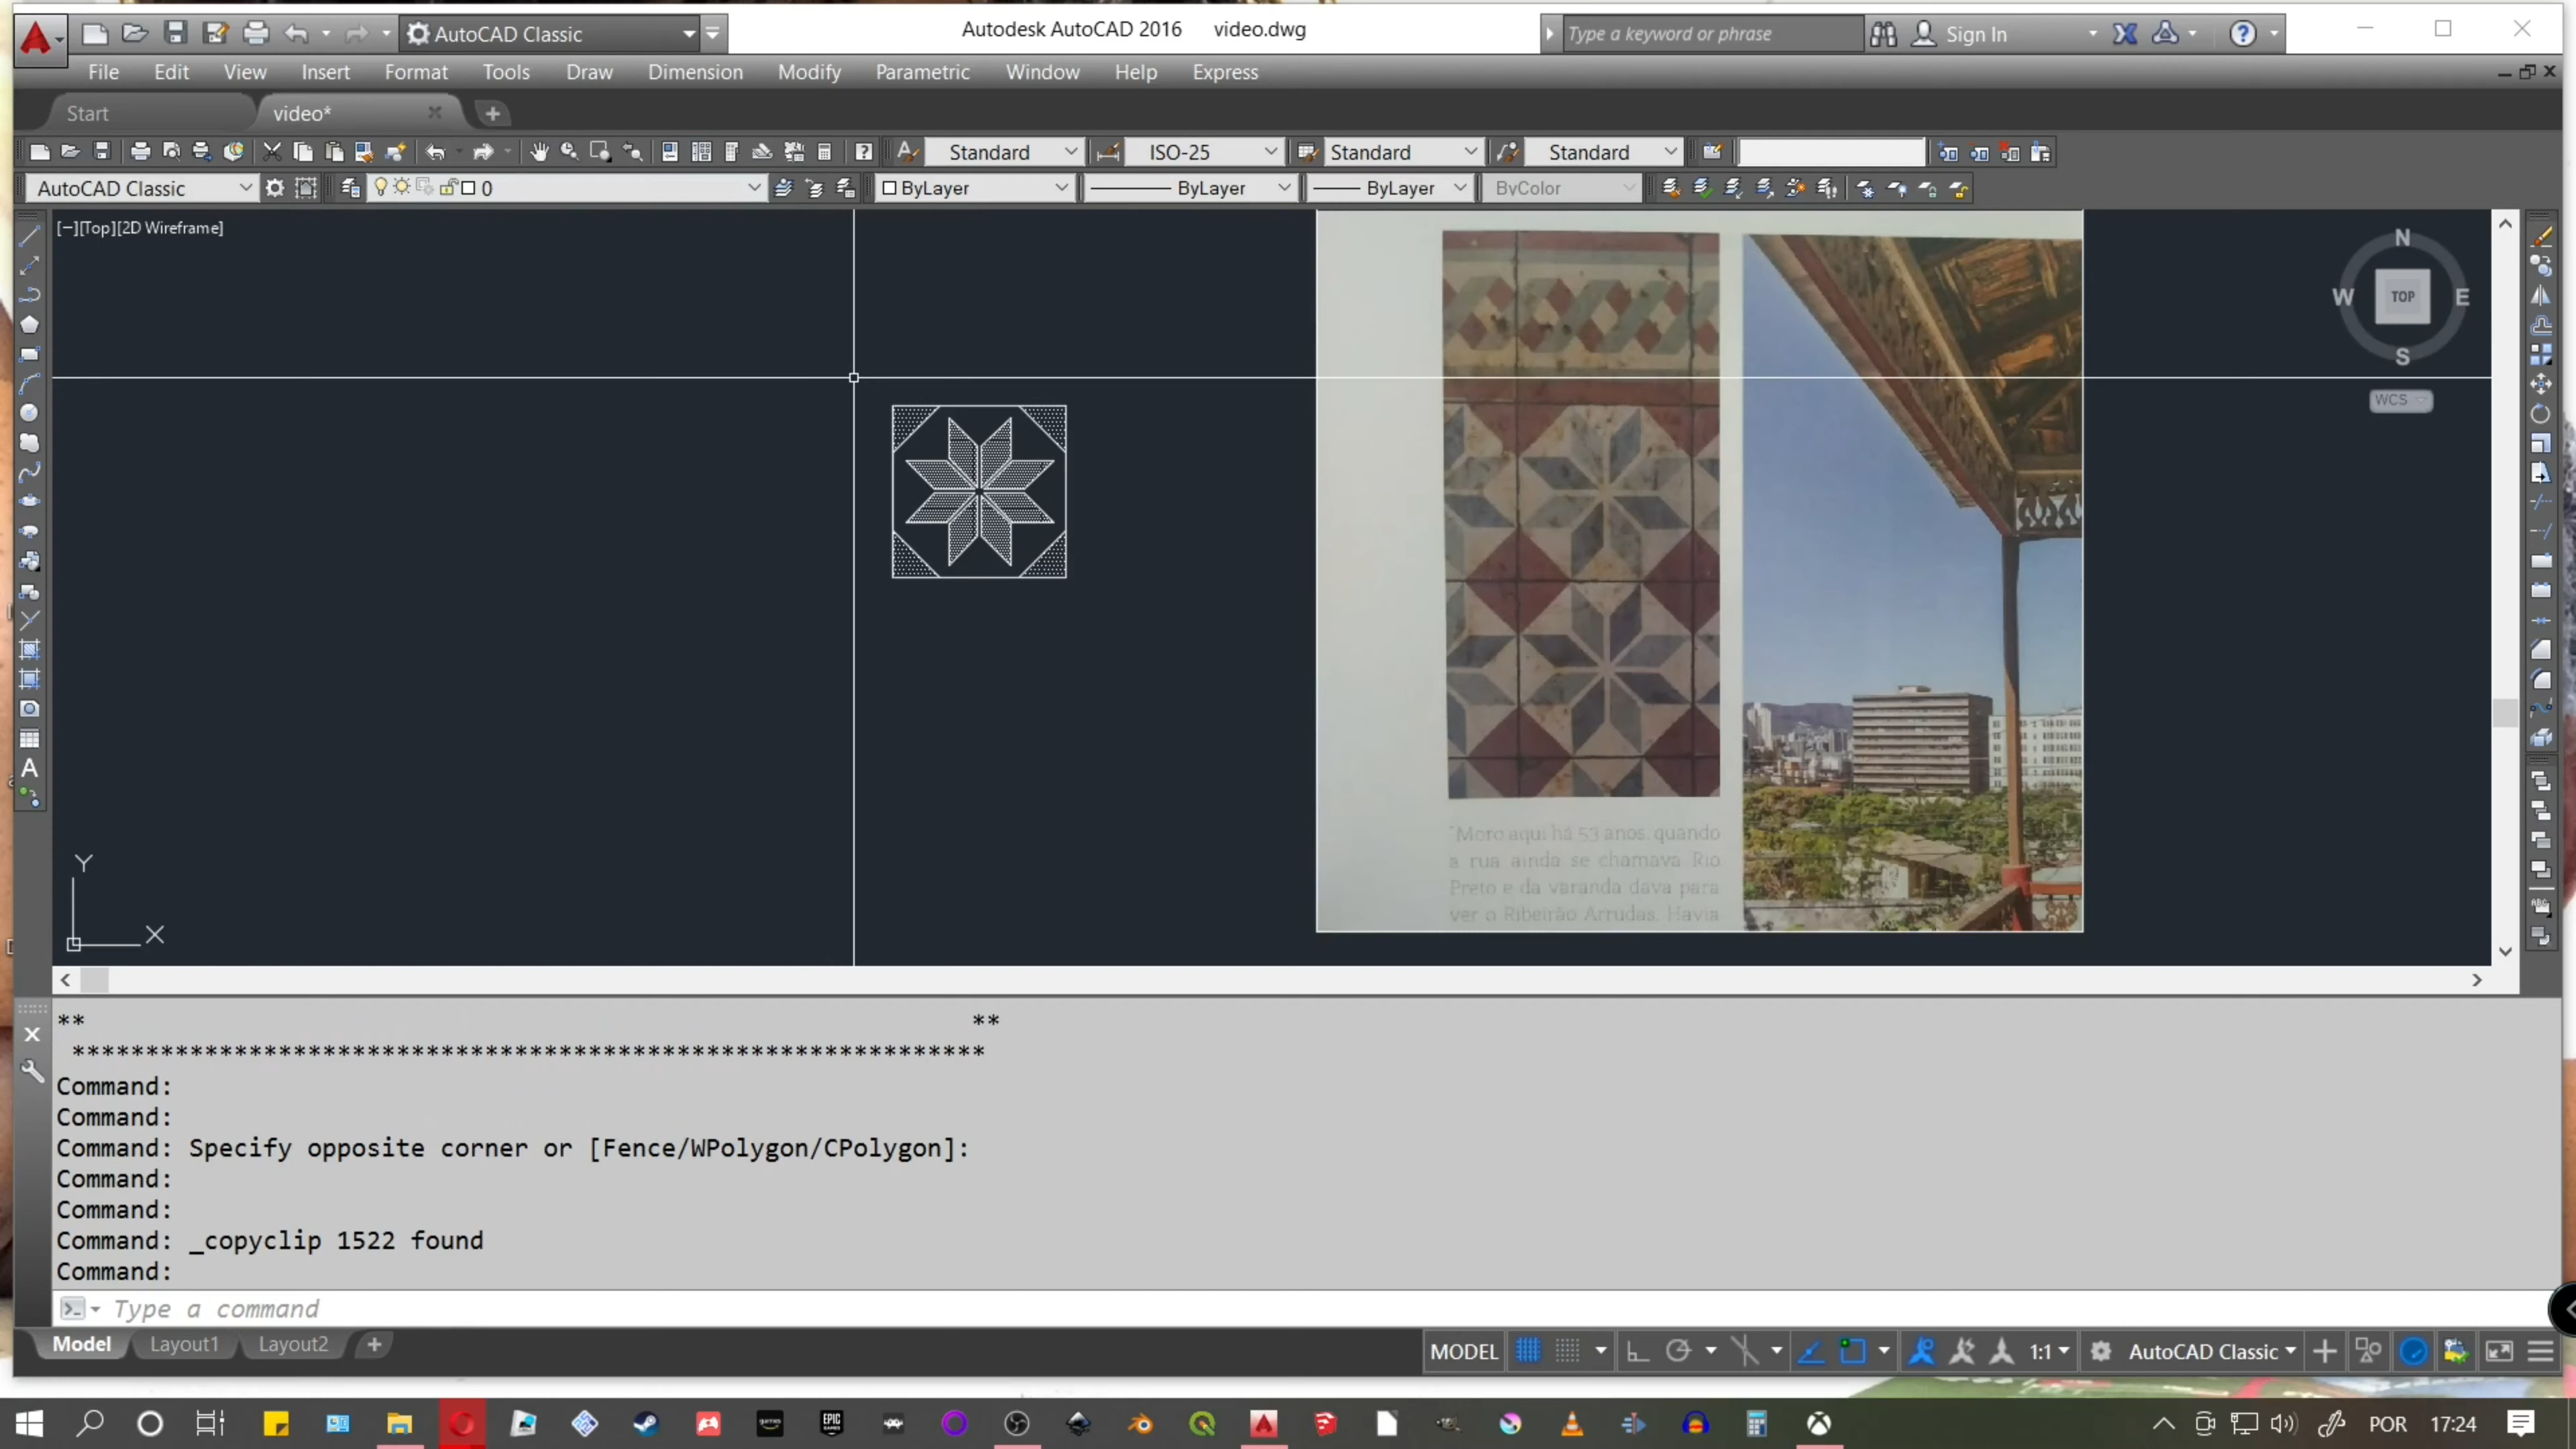 AutoCAD Classic
Autodesk AutoCAD 2016 video.dwg
Type a keyword or phrase
Sign In
File Edit View Insert Format Tools Draw Dimension Modify Parametric Window Help Express
Start
video*
Standard
ISO-25
Standard
Standard
AutoCAD Classic
0
ByLayer
ByLayer
ByLayer
ByColor
[−][Top][2D Wireframe]
N
W
TOP
E
S
WCS
"Moro aqui há 53 anos, quando
a rua ainda se chamava Rio
Preto e da varanda dava para
ver o Ribeirão Arrudas. Havia
Y
X
** **
**************************************************************
Command:
Command:
Command: Specify opposite corner or [Fence/WPolygon/CPolygon]:
Command:
Command:
Command: _copyclip 1522 found
Command:
Type a command
Model Layout1 Layout2
MODEL
1:1
AutoCAD Classic
POR
17:24